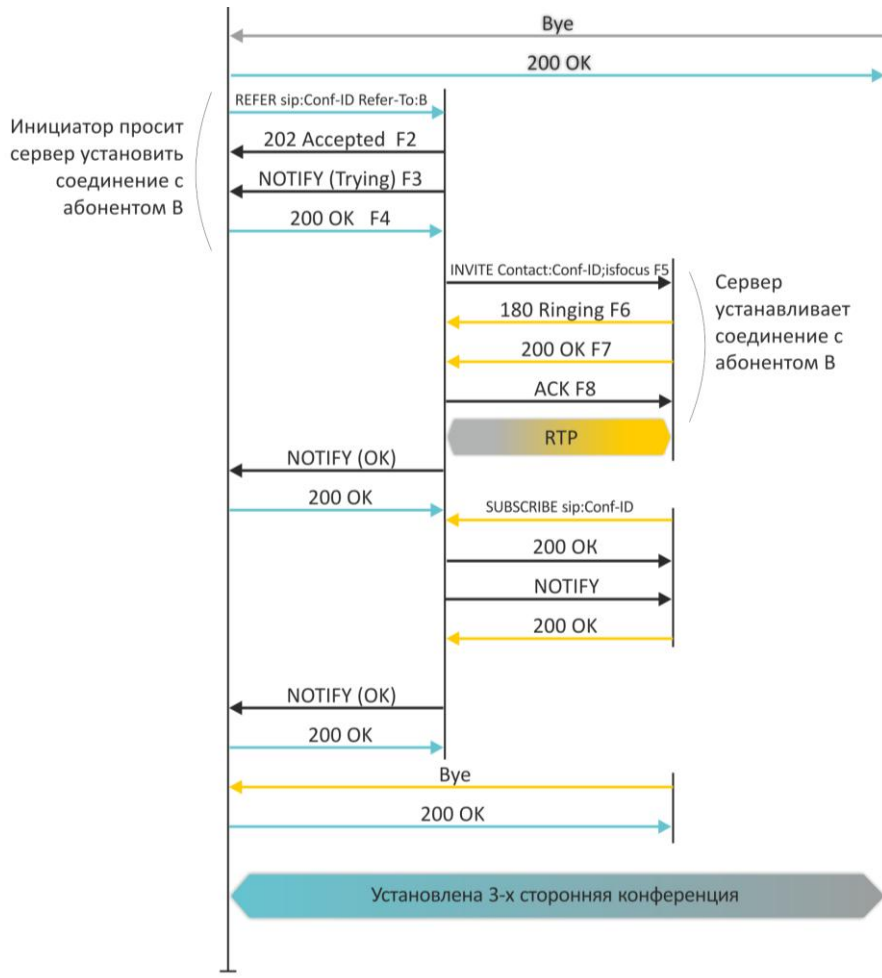 Bye
200 OK
REFER sip:Conf-ID Refer-To:B
Инициатор просит
сервер установить
соединение с
абонентом B
202 Accepted F2
NOTIFY (Trying) F3
200 OK F4
INVITE Contact:Conf-ID;isfocus F5
180 Ringing F6
200 OK F7
ACK F8
Сервер
устанавливает
соединение с
абонентом B
RTP
NOTIFY (OK)
200 OK
SUBSCRIBE sip:Conf-ID
200 OK
NOTIFY
200 OK
NOTIFY (OK)
200 OK
Bye
200 OK
Установлена 3-х сторонняя конференция